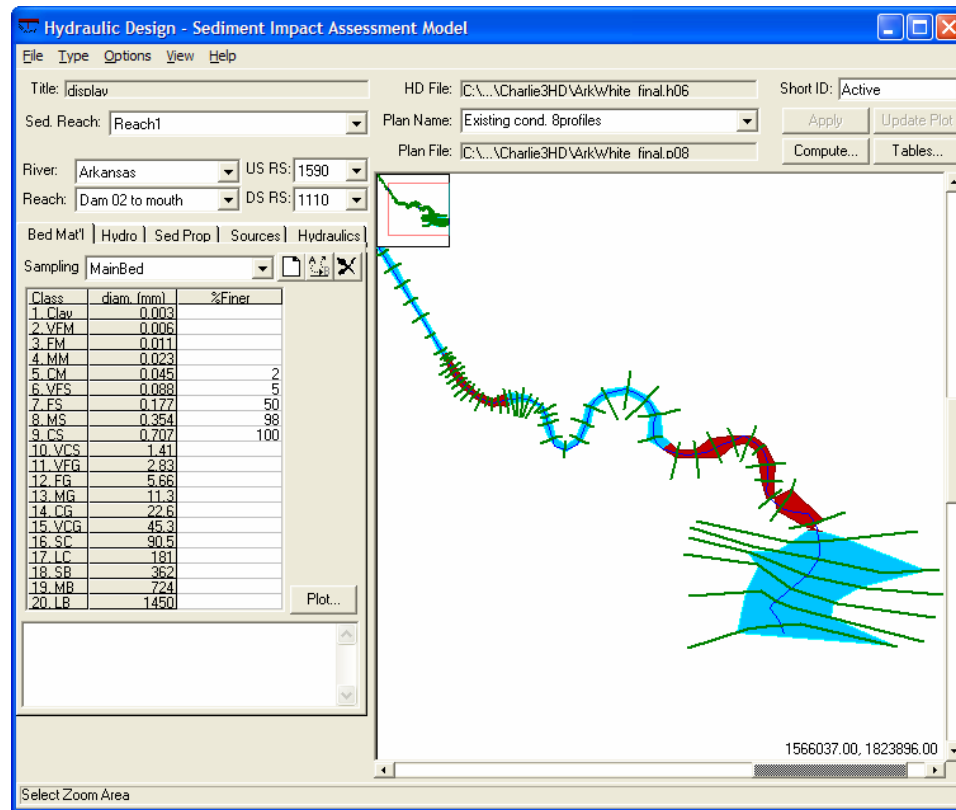 Hydraulic Design - Sediment Impact Assessment Model
File Type Options View Help
Title: display
HD File: C:\...\Charlie3HD\ArkWhite_final.h06
Short ID: Active
Sed. Reach: Reach1
Plan Name: Existing cond. 8profiles
Apply Update Plot
Plan File: C:\...\Charlie3HD\ArkWhite_final.p08
Compute... Tables...
River: Arkansas US RS: 1590
Reach: Dam 02 to mouth DS RS: 1110
Bed Mat'l Hydro Sed Prop Sources Hydraulics
Sampling MainBed
Class diam. (mm) %Finer
1. Clay 0.003
2. VFM 0.006
3. FM 0.011
4. MM 0.023
5. CM 0.045 2
6. VFS 0.088 5
7. FS 0.177 50
8. MS 0.354 98
9. CS 0.707 100
10. VCS 1.41
11. VFG 2.83
12. FG 5.66
13. MG 11.3
14. CG 22.6
15. VCG 45.3
16. SC 90.5
17. LC 181
18. SB 362
19. MB 724
20. LB 1450
Plot...
1566037.00, 1823896.00
Select Zoom Area